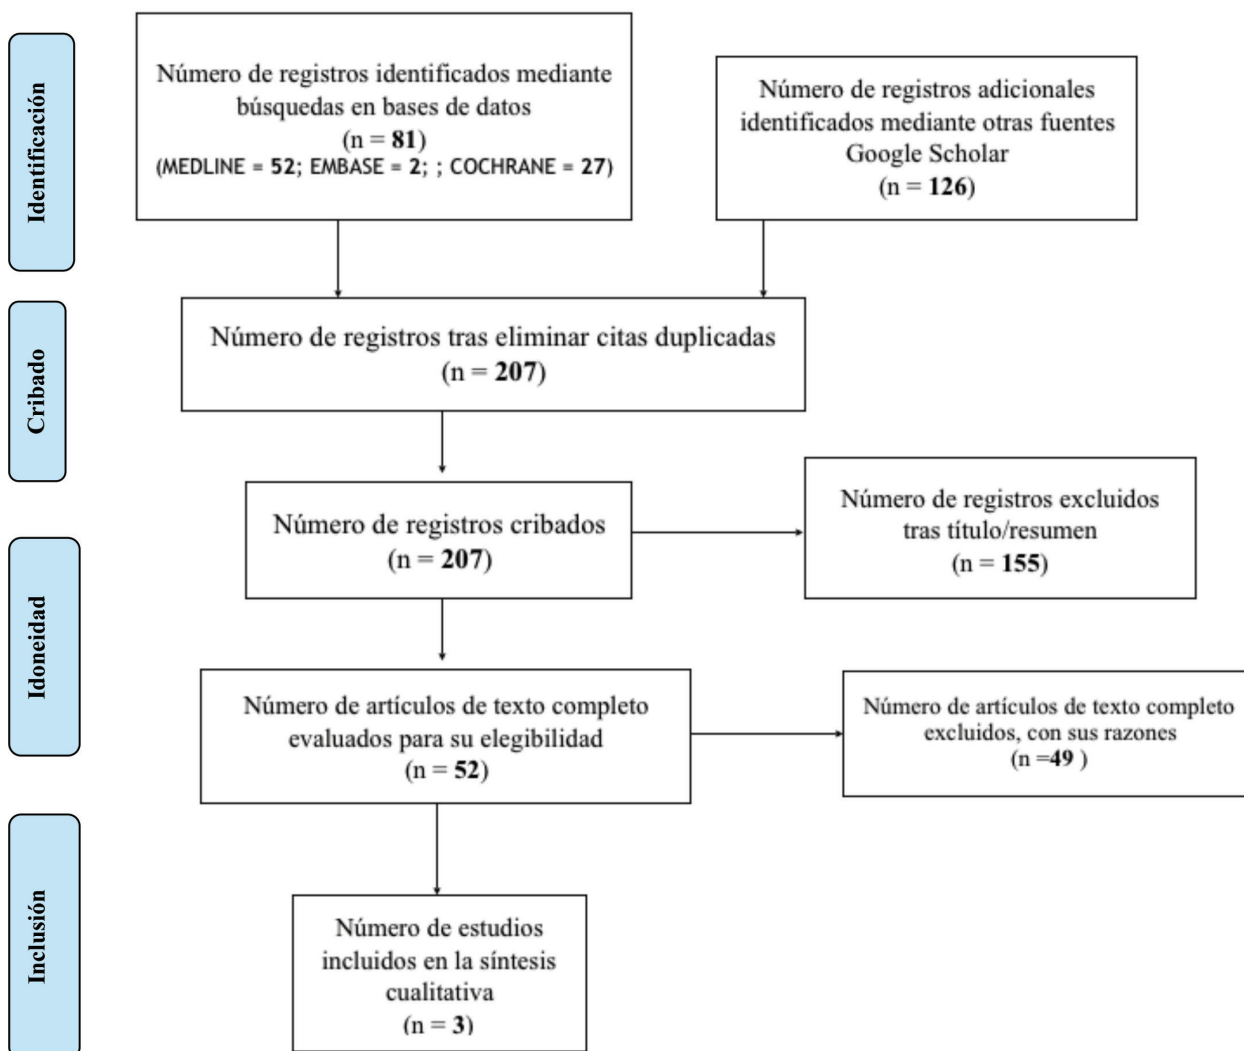 Identificación
Número de registros identificados mediante
búsquedas en bases de datos
(n = 81)
(MEDLINE = 52; EMBASE = 2; ; COCHRANE = 27)
Número de registros adicionales
identificados mediante otras fuentes
Google Scholar
(n = 126)
Cribado
Número de registros tras eliminar citas duplicadas
(n = 207)
Número de registros cribados
(n = 207)
Número de registros excluidos
tras título/resumen
(n = 155)
Idoneidad
Número de artículos de texto completo
evaluados para su elegibilidad
(n = 52)
Número de artículos de texto completo
excluidos, con sus razones
(n =49 )
Inclusión
Número de estudios
incluidos en la síntesis
cualitativa
(n = 3)